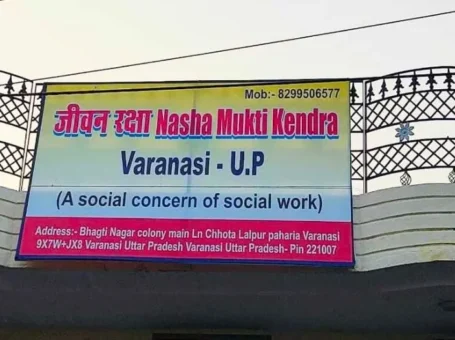 Mob:- 8299506577
जीवन रक्षा Nasha Mukti Kendra
Varanasi - U.P
(A social concern of social work)
Address:- Bhagti Nagar colony main Ln Chhota Lalpur paharia Varanasi
9X7W+JX8 Varanasi Uttar Pradesh Varanasi Uttar Pradesh- Pin 221007